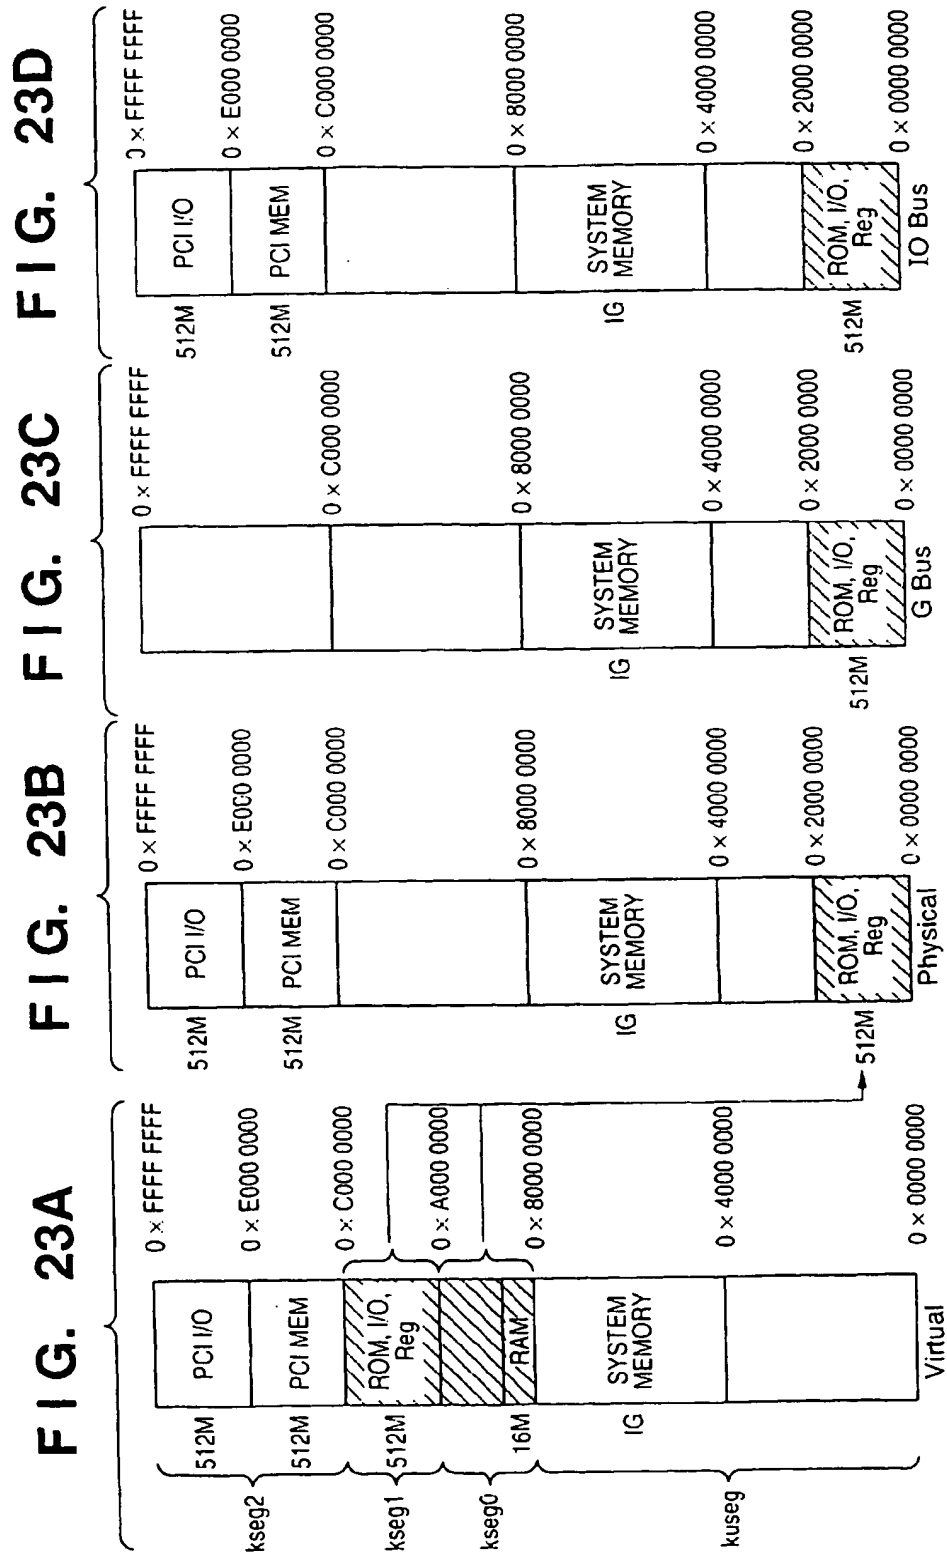 FIG. 23A
0×FFFF FFFF
PCI I/O
512M
0×E000 0000
PCI MEM
512M
kseg2
0×C000 0000
ROM, I/O,
Reg
512M
kseg1
0×A000 0000
RAM
16M
kseg0
0×8000 0000
SYSTEM
MEMORY
IG
0×4000 0000
kuseg
0×0000 0000
Virtual
FIG. 23B
0×FFFF FFFF
PCI I/O
512M
0×E000 0000
PCI MEM
512M
0×C000 0000
0×8000 0000
SYSTEM
MEMORY
IG
0×4000 0000
0×2000 0000
ROM, I/O,
Reg
512M
0×0000 0000
Physical
FIG. 23C
0×FFFF FFFF
0×C000 0000
0×8000 0000
SYSTEM
MEMORY
IG
0×4000 0000
0×2000 0000
ROM, I/O,
Reg
512M
0×0000 0000
G Bus
FIG. 23D
0×FFFF FFFF
PCI I/O
512M
0×E000 0000
PCI MEM
512M
0×C000 0000
0×8000 0000
SYSTEM
MEMORY
IG
0×4000 0000
0×2000 0000
ROM, I/O,
Reg
512M
0×0000 0000
IO Bus